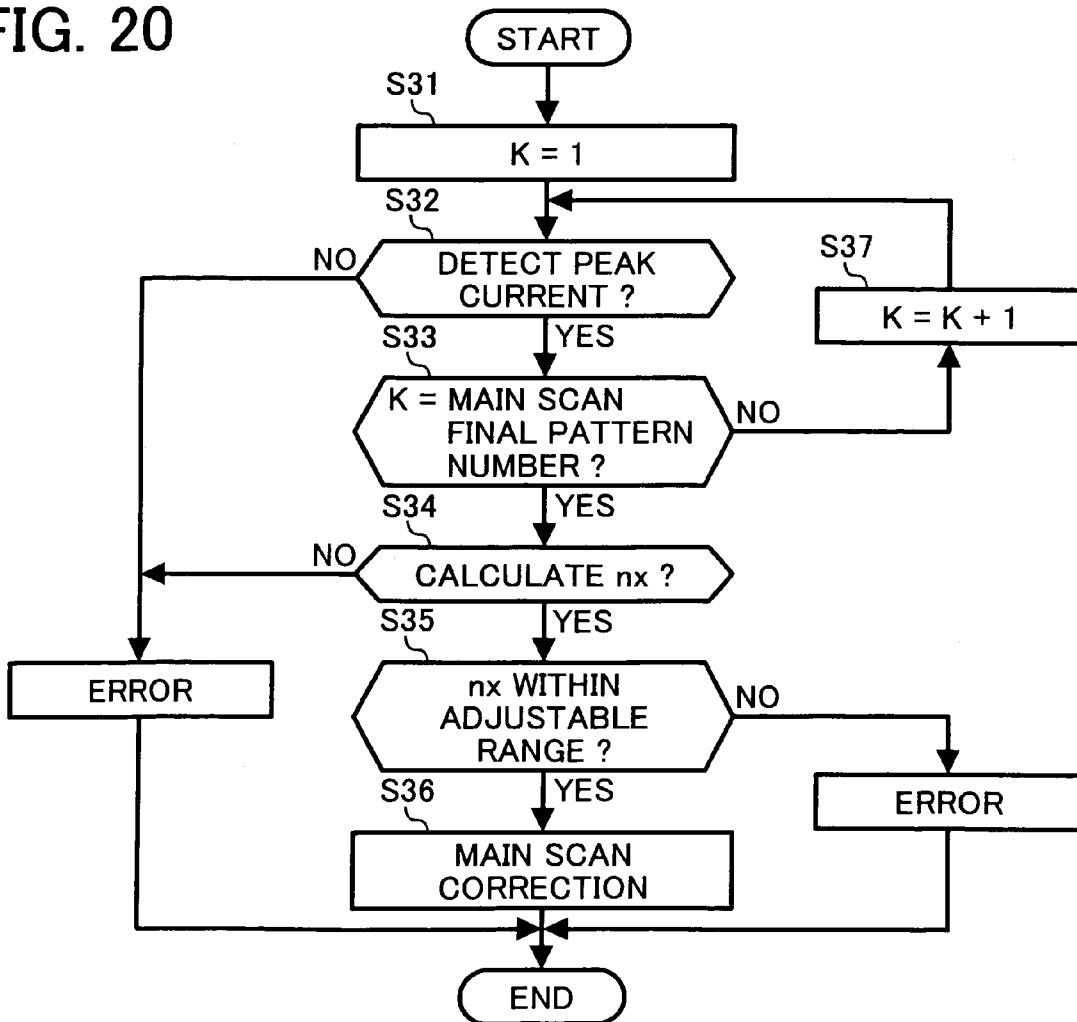 FIG. 20
START
S31
K = 1
S32
NO
DETECT PEAK
CURRENT ?
YES
S37
K = K + 1
S33
K = MAIN SCAN
FINAL PATTERN
NUMBER ?
NO
YES
S34
NO
CALCULATE nx ?
YES
S35
ERROR
nx WITHIN
ADJUSTABLE
RANGE ?
NO
YES
S36
ERROR
MAIN SCAN
CORRECTION
END